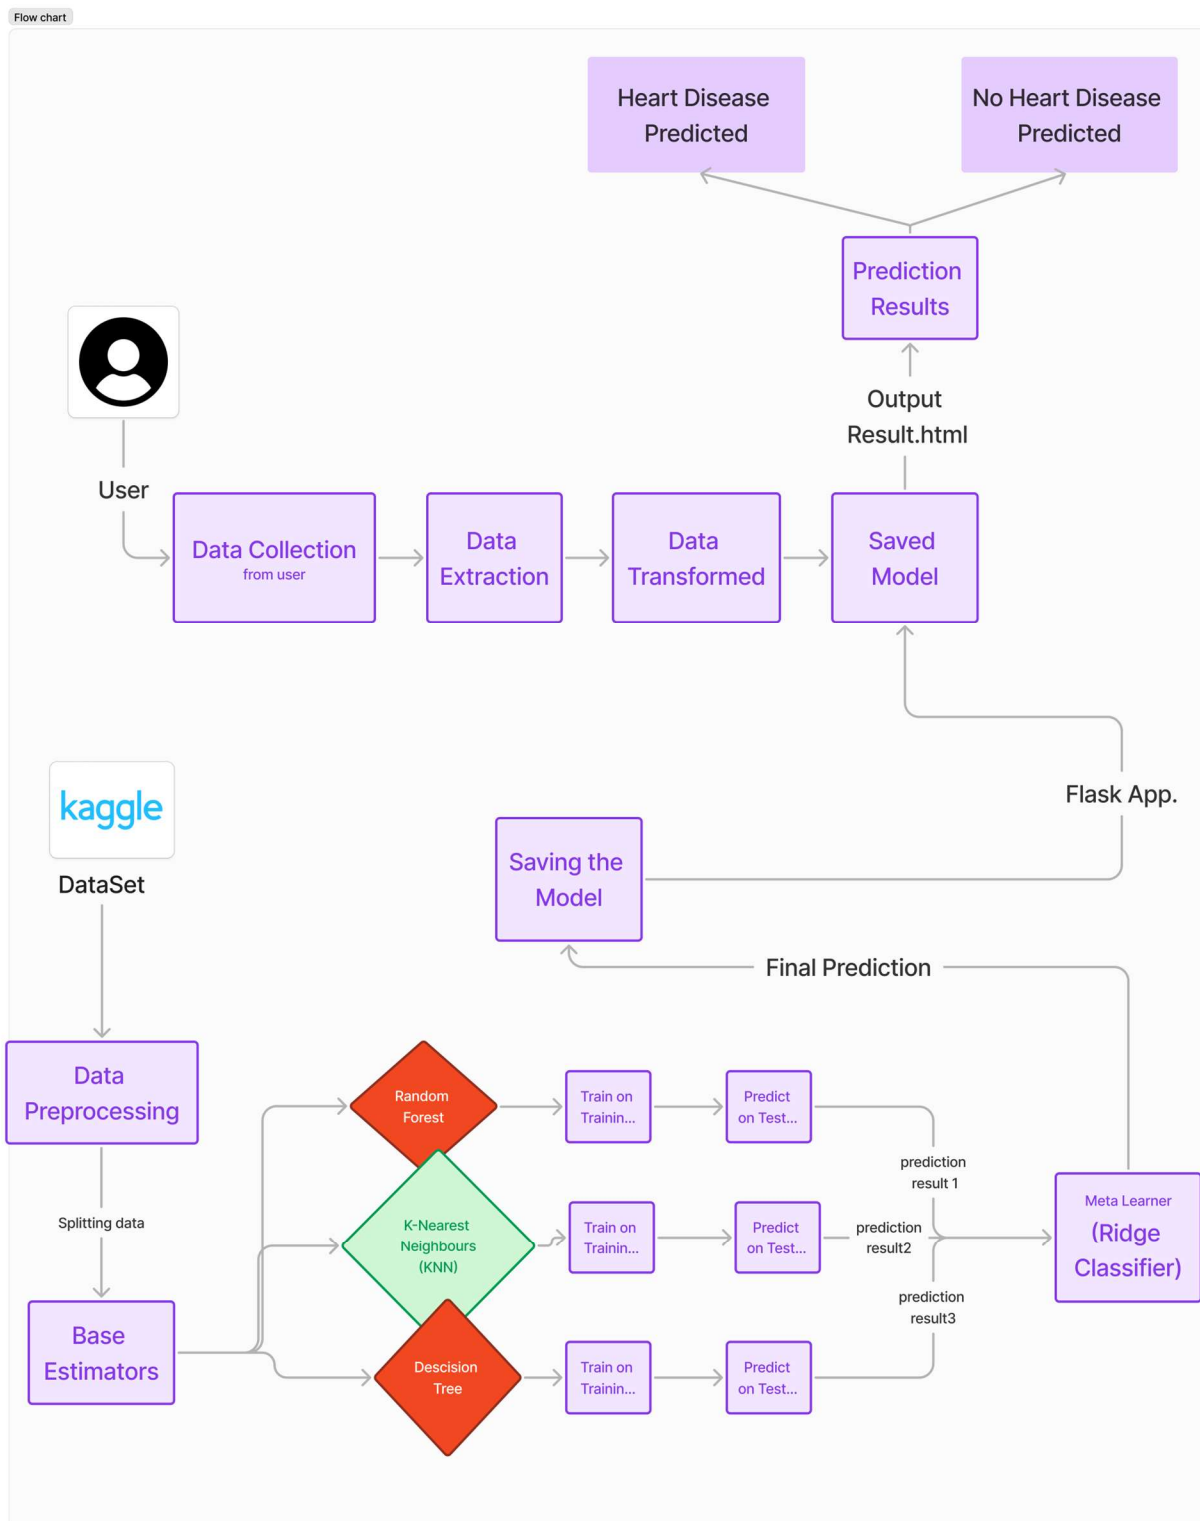 Flow chart
Heart Disease
Predicted
No Heart Disease
Predicted
Prediction
Results
Output
Result.html
User
Data Collection
from user
Data
Extraction
Data
Transformed
Saved
Model
Flask App.
kaggle
DataSet
Saving the
Model
Final Prediction
Data
Preprocessing
Splitting data
Base
Estimators
Random
Forest
Train on
Trainin...
Predict
on Test...
prediction
result 1
K-Nearest
Neighbours
(KNN)
Train on
Trainin...
Predict
on Test...
prediction
result2
Meta Learner
(Ridge
Classifier)
prediction
result3
Descision
Tree
Train on
Trainin...
Predict
on Test...